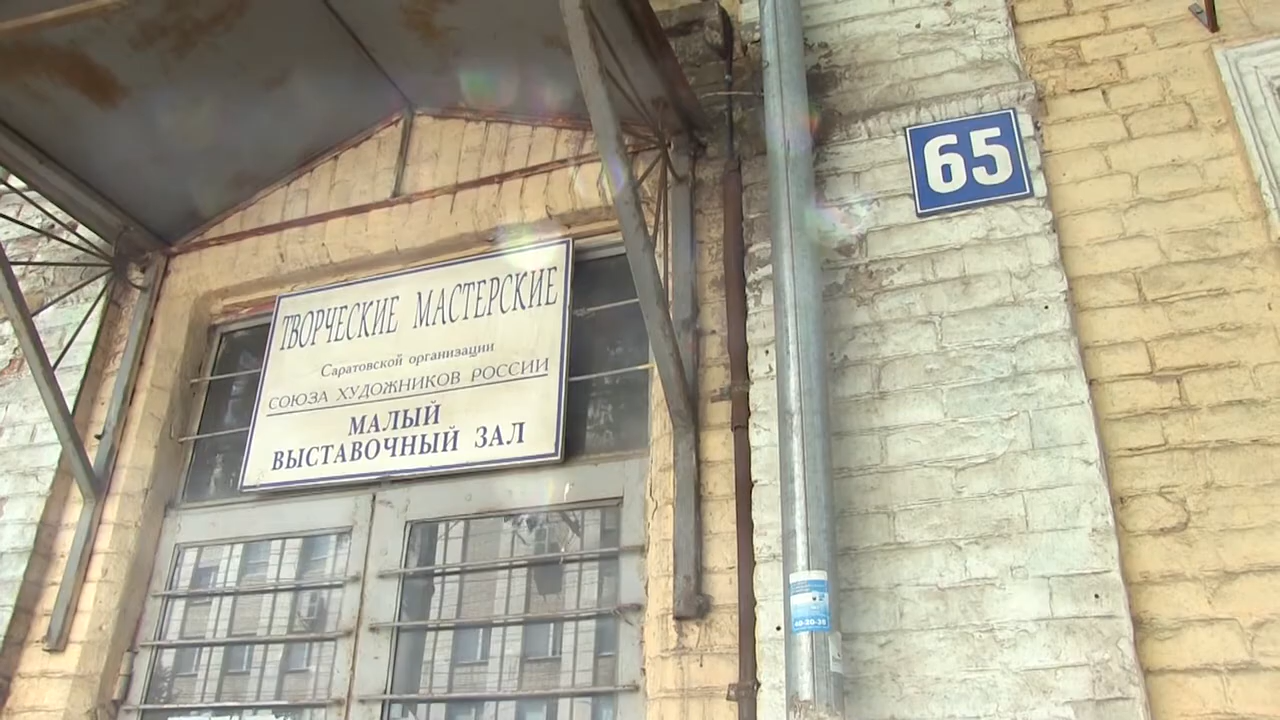 ТВОРЧЕСКИЕ МАСТЕРСКИЕ
Саратовской организации
СОЮЗА ХУДОЖНИКОВ РОССИИ
МАЛЫЙ
ВЫСТАВОЧНЫЙ ЗАЛ
65